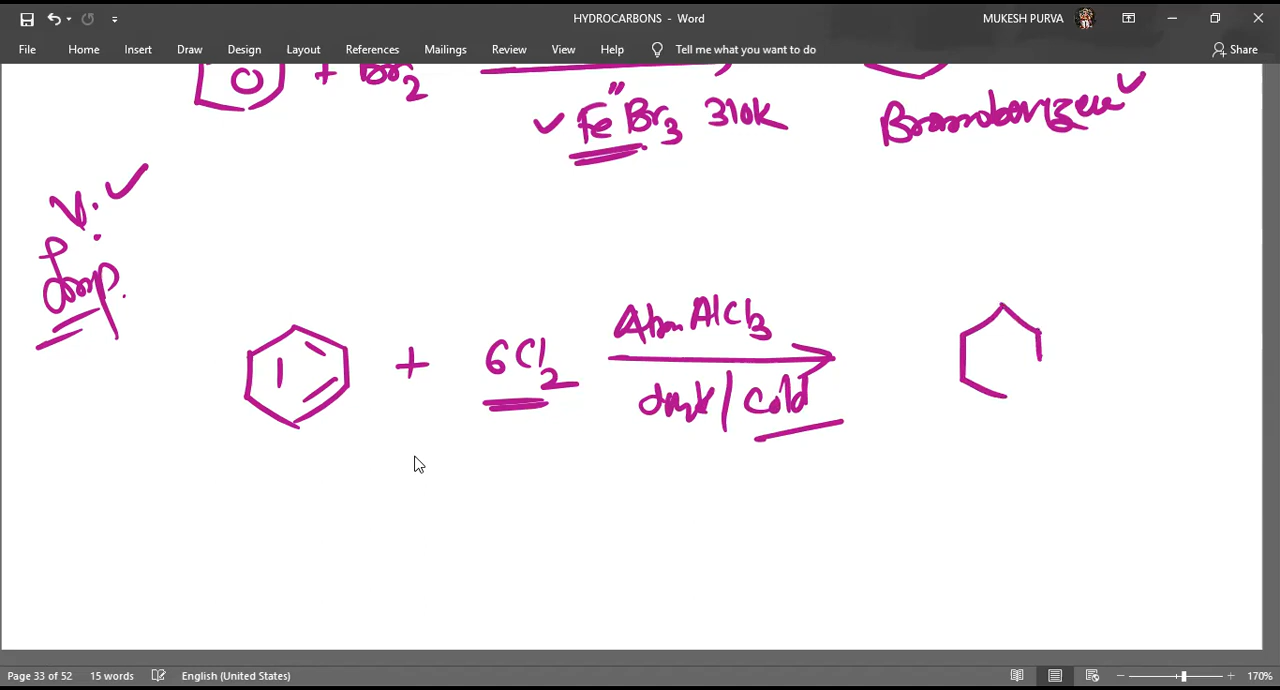 HYDROCARBONS - Word
MUKESH PURVA
File Home Insert Draw Design Layout References Mailings Review View Help Tell me what you want to do Share
+ Br2
FeBr3 310K
V.
Imp.
+ 6Cl2
AlCl3
dark / Cold
Page 33 of 52 15 words English (United States) 170%